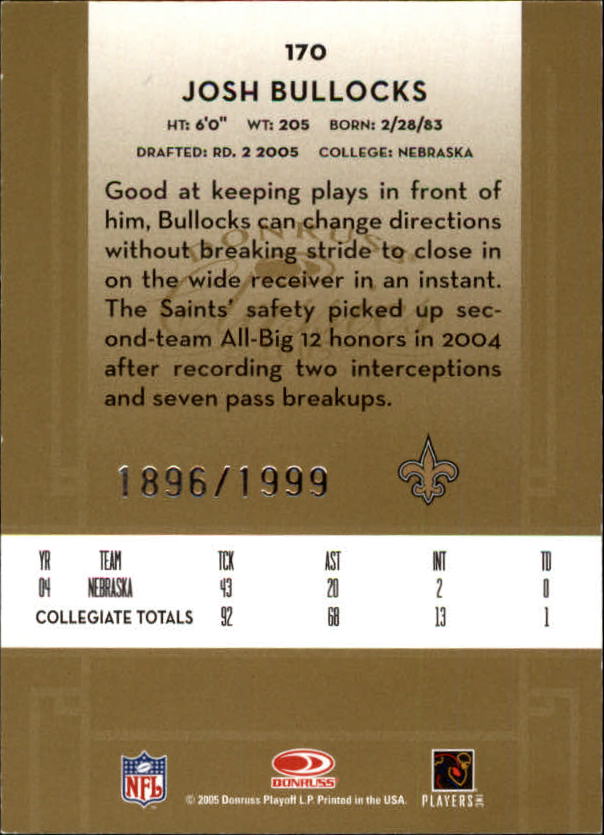 170
JOSH BULLOCKS
HT: 6'0" WT: 205 BORN: 2/28/83
DRAFTED: RD. 2 2005 COLLEGE: NEBRASKA
Good at keeping plays in front of
him, Bullocks can change directions
without breaking stride to close in
on the wide receiver in an instant.
The Saints' safety picked up sec-
ond-team All-Big 12 honors in 2004
after recording two interceptions
and seven pass breakups.
DONRUSS
1896/1999
YR TEAM TCK AST INT TD
04 NEBRASKA 43 20 2 0
COLLEGIATE TOTALS 92 68 13 1
NFL
DONRUSS
PLAYERS INC
© 2005 Donruss Playoff L.P. Printed in the USA.